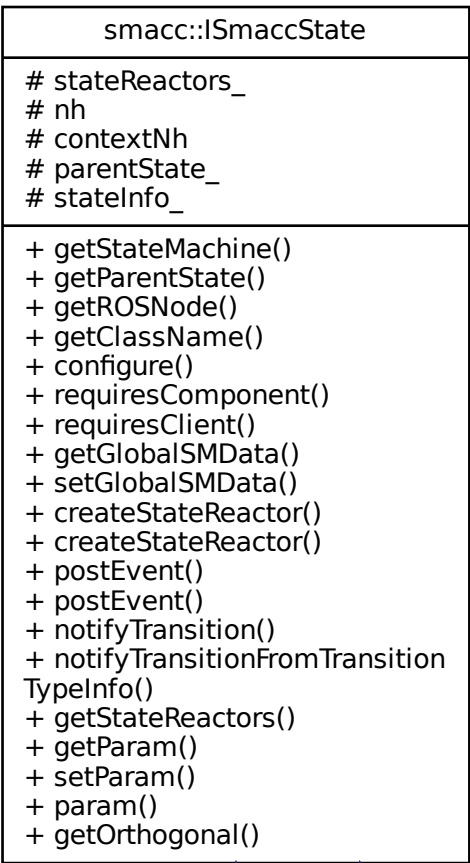 smacc::ISmaccState
# stateReactors_
# nh
# contextNh
# parentState_
# stateInfo_
+ getStateMachine()
+ getParentState()
+ getROSNode()
+ getClassName()
+ configure()
+ requiresComponent()
+ requiresClient()
+ getGlobalSMData()
+ setGlobalSMData()
+ createStateReactor()
+ createStateReactor()
+ postEvent()
+ postEvent()
+ notifyTransition()
+ notifyTransitionFromTransition
TypeInfo()
+ getStateReactors()
+ getParam()
+ setParam()
+ param()
+ getOrthogonal()